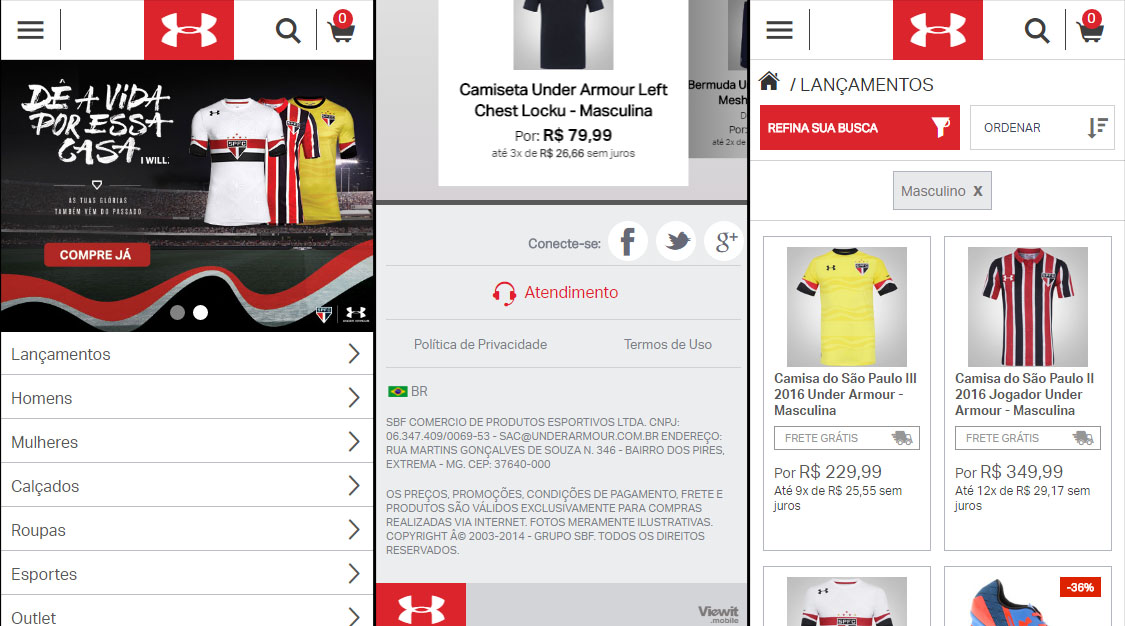 0
DÊ A VIDA
POR ESSA
CASA
I WILL.
AS TUAS GLÓRIAS
TAMBÉM VEM DO PASSADO
COMPRE JÁ
Lançamentos
Homens
Mulheres
Calçados
Roupas
Esportes
Outlet
Camiseta Under Armour Left
Chest Locku - Masculina
Por: R$ 79,99
até 3x de R$ 26,66 sem juros
Bermuda U
Mesh
D
Por:
até 2x de
Conecte-se:
f
g+
Atendimento
Política de Privacidade
Termos de Uso
BR
SBF COMERCIO DE PRODUTOS ESPORTIVOS LTDA. CNPJ:
06.347.409/0069-53 - SAC@UNDERARMOUR.COM.BR ENDEREÇO:
RUA MARTINS GONÇALVES DE SOUZA N. 346 - BAIRRO DOS PIRES,
EXTREMA - MG. CEP: 37640-000
OS PREÇOS, PROMOÇÕES, CONDIÇÕES DE PAGAMENTO, FRETE E
PRODUTOS SÃO VÁLIDOS EXCLUSIVAMENTE PARA COMPRAS
REALIZADAS VIA INTERNET. FOTOS MERAMENTE ILUSTRATIVAS.
COPYRIGHT Â© 2003-2014 - GRUPO SBF. TODOS OS DIREITOS
RESERVADOS.
Viewit
.mobile
0
/ LANÇAMENTOS
REFINA SUA BUSCA
ORDENAR
Masculino X
Camisa do São Paulo III
2016 Under Armour -
Masculina
FRETE GRÁTIS
Por R$ 229,99
Até 9x de R$ 25,55 sem
juros
Camisa do São Paulo II
2016 Jogador Under
Armour - Masculina
FRETE GRÁTIS
Por R$ 349,99
Até 12x de R$ 29,17 sem
juros
-36%